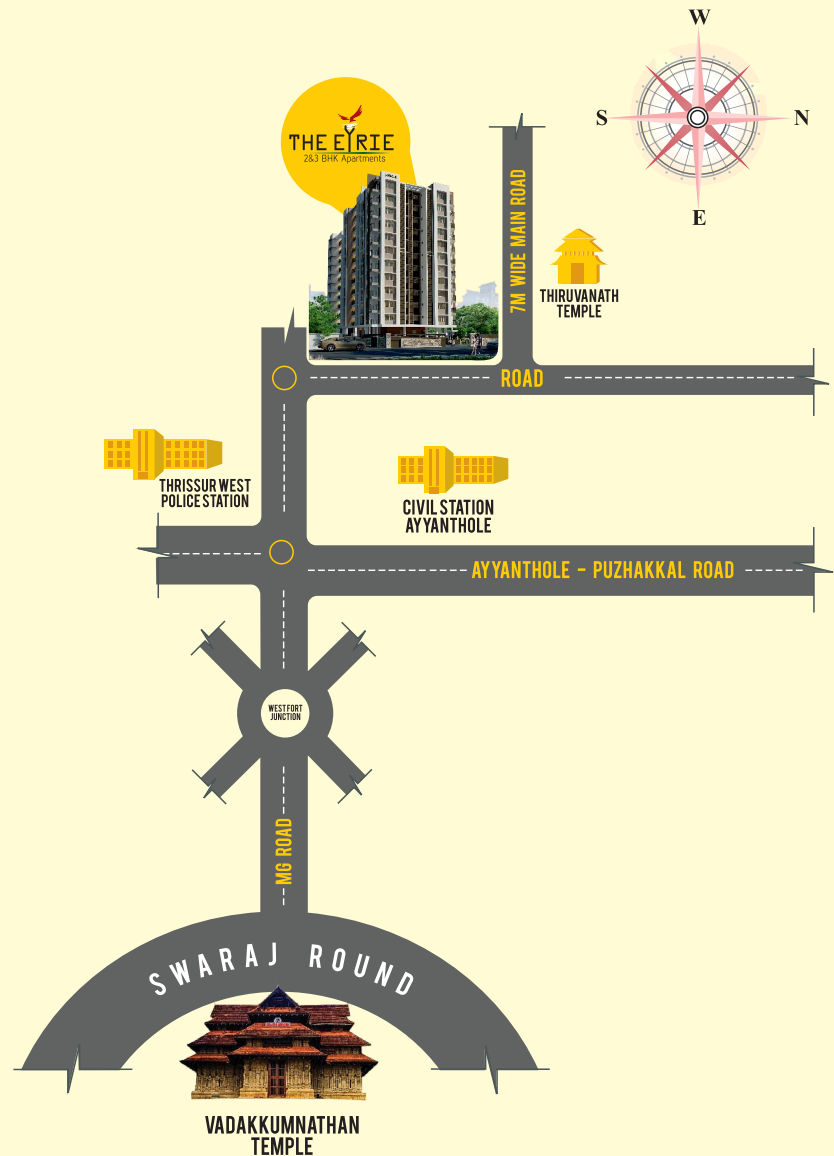 W
S
N
E
THE EYRIE
2&3 BHK Apartments
7M WIDE MAIN ROAD
THIRUVANATH
TEMPLE
ROAD
THRISSUR WEST
POLICE STATION
CIVIL STATION
AYYANTHOLE
AYYANTHOLE - PUZHAKKAL ROAD
WEST FORT
JUNCTION
MG ROAD
SWARAJ ROUND
VADAKKUMNATHAN
TEMPLE